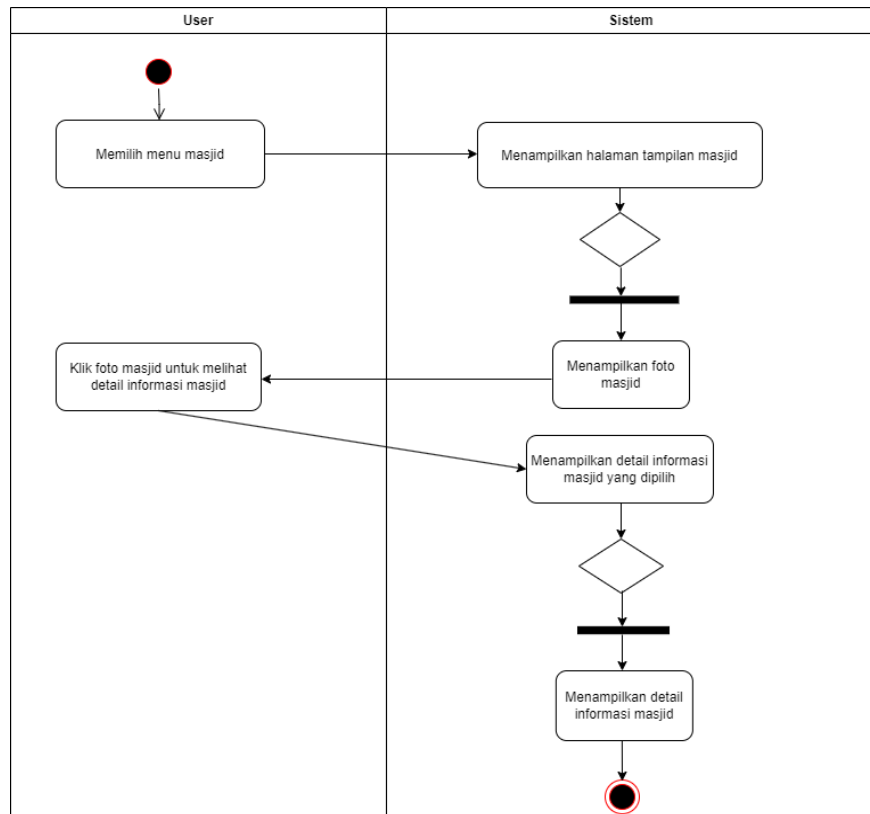 User
Sistem
Memilih menu masjid
Menampilkan halaman tampilan masjid
Menampilkan foto
masjid
Klik foto masjid untuk melihat
detail informasi masjid
Menampilkan detail informasi
masjid yang dipilih
Menampilkan detail
informasi masjid